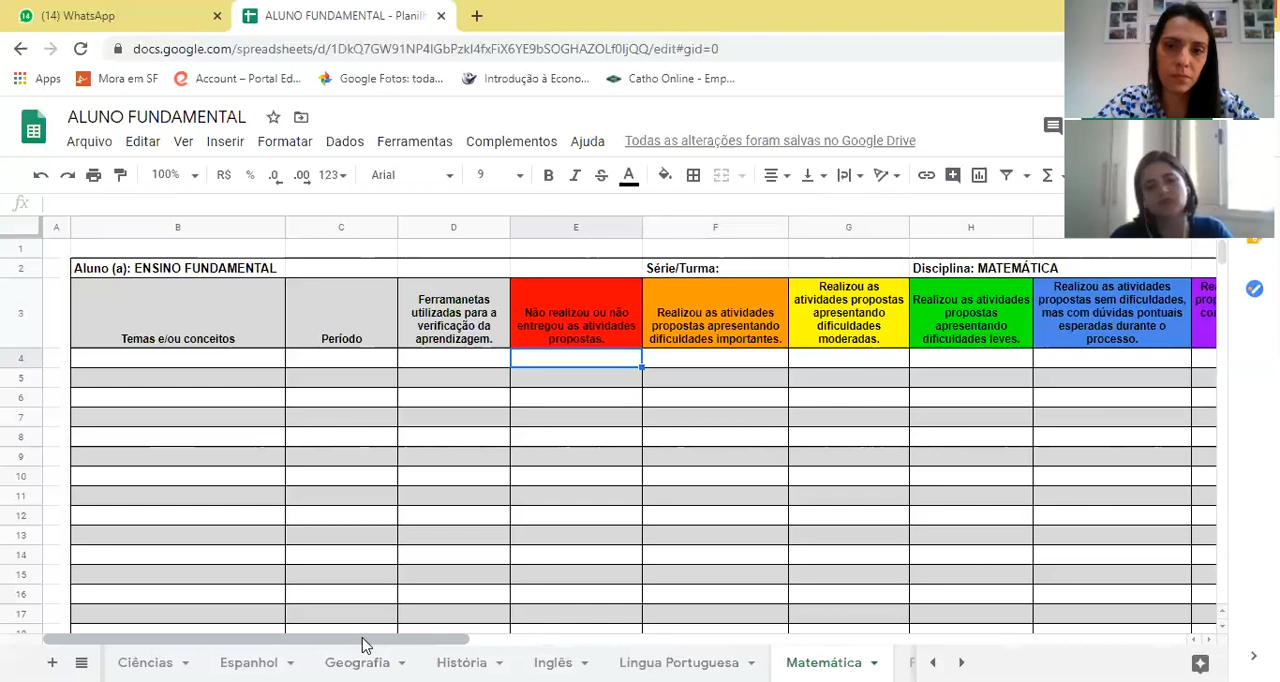 (14) WhatsApp
ALUNO FUNDAMENTAL - Planilh
docs.google.com/spreadsheets/d/1DkQ7GW91NP4IGbPzkI4fxFiX6YE9bSOGHAZOLf0IjQQ/edit#gid=0
Apps Mora em SF Account – Portal Ed... Google Fotos: toda... Introdução à Econo... Catho Online - Emp...
ALUNO FUNDAMENTAL
Arquivo Editar Ver Inserir Formatar Dados Ferramentas Complementos Ajuda Todas as alterações foram salvas no Google Drive
100% R$ % .0 .00 123 Arial 9 B I S A Σ
fx
A B C D E F G H
1
2 Aluno (a): ENSINO FUNDAMENTAL Série/Turma: Disciplina: MATEMÁTICA
3
Temas e/ou conceitos
Período
Ferramanetas
utilizadas para a
verificação da
aprendizagem.
Não realizou ou não
entregou as atividades
propostas.
Realizou as atividades
propostas apresentando
dificuldades importantes.
Realizou as
atividades propostas
apresentando
dificuldades
moderadas.
Realizou as atividades
propostas
apresentando
dificuldades leves.
Realizou as atividades
propostas sem dificuldades,
mas com dúvidas pontuais
esperadas durante o
processo.
Rea
prop
con
4
5
6
7
8
9
10
11
12
13
14
15
16
17
Ciências Espanhol Geografia História Inglês Língua Portuguesa Matemática